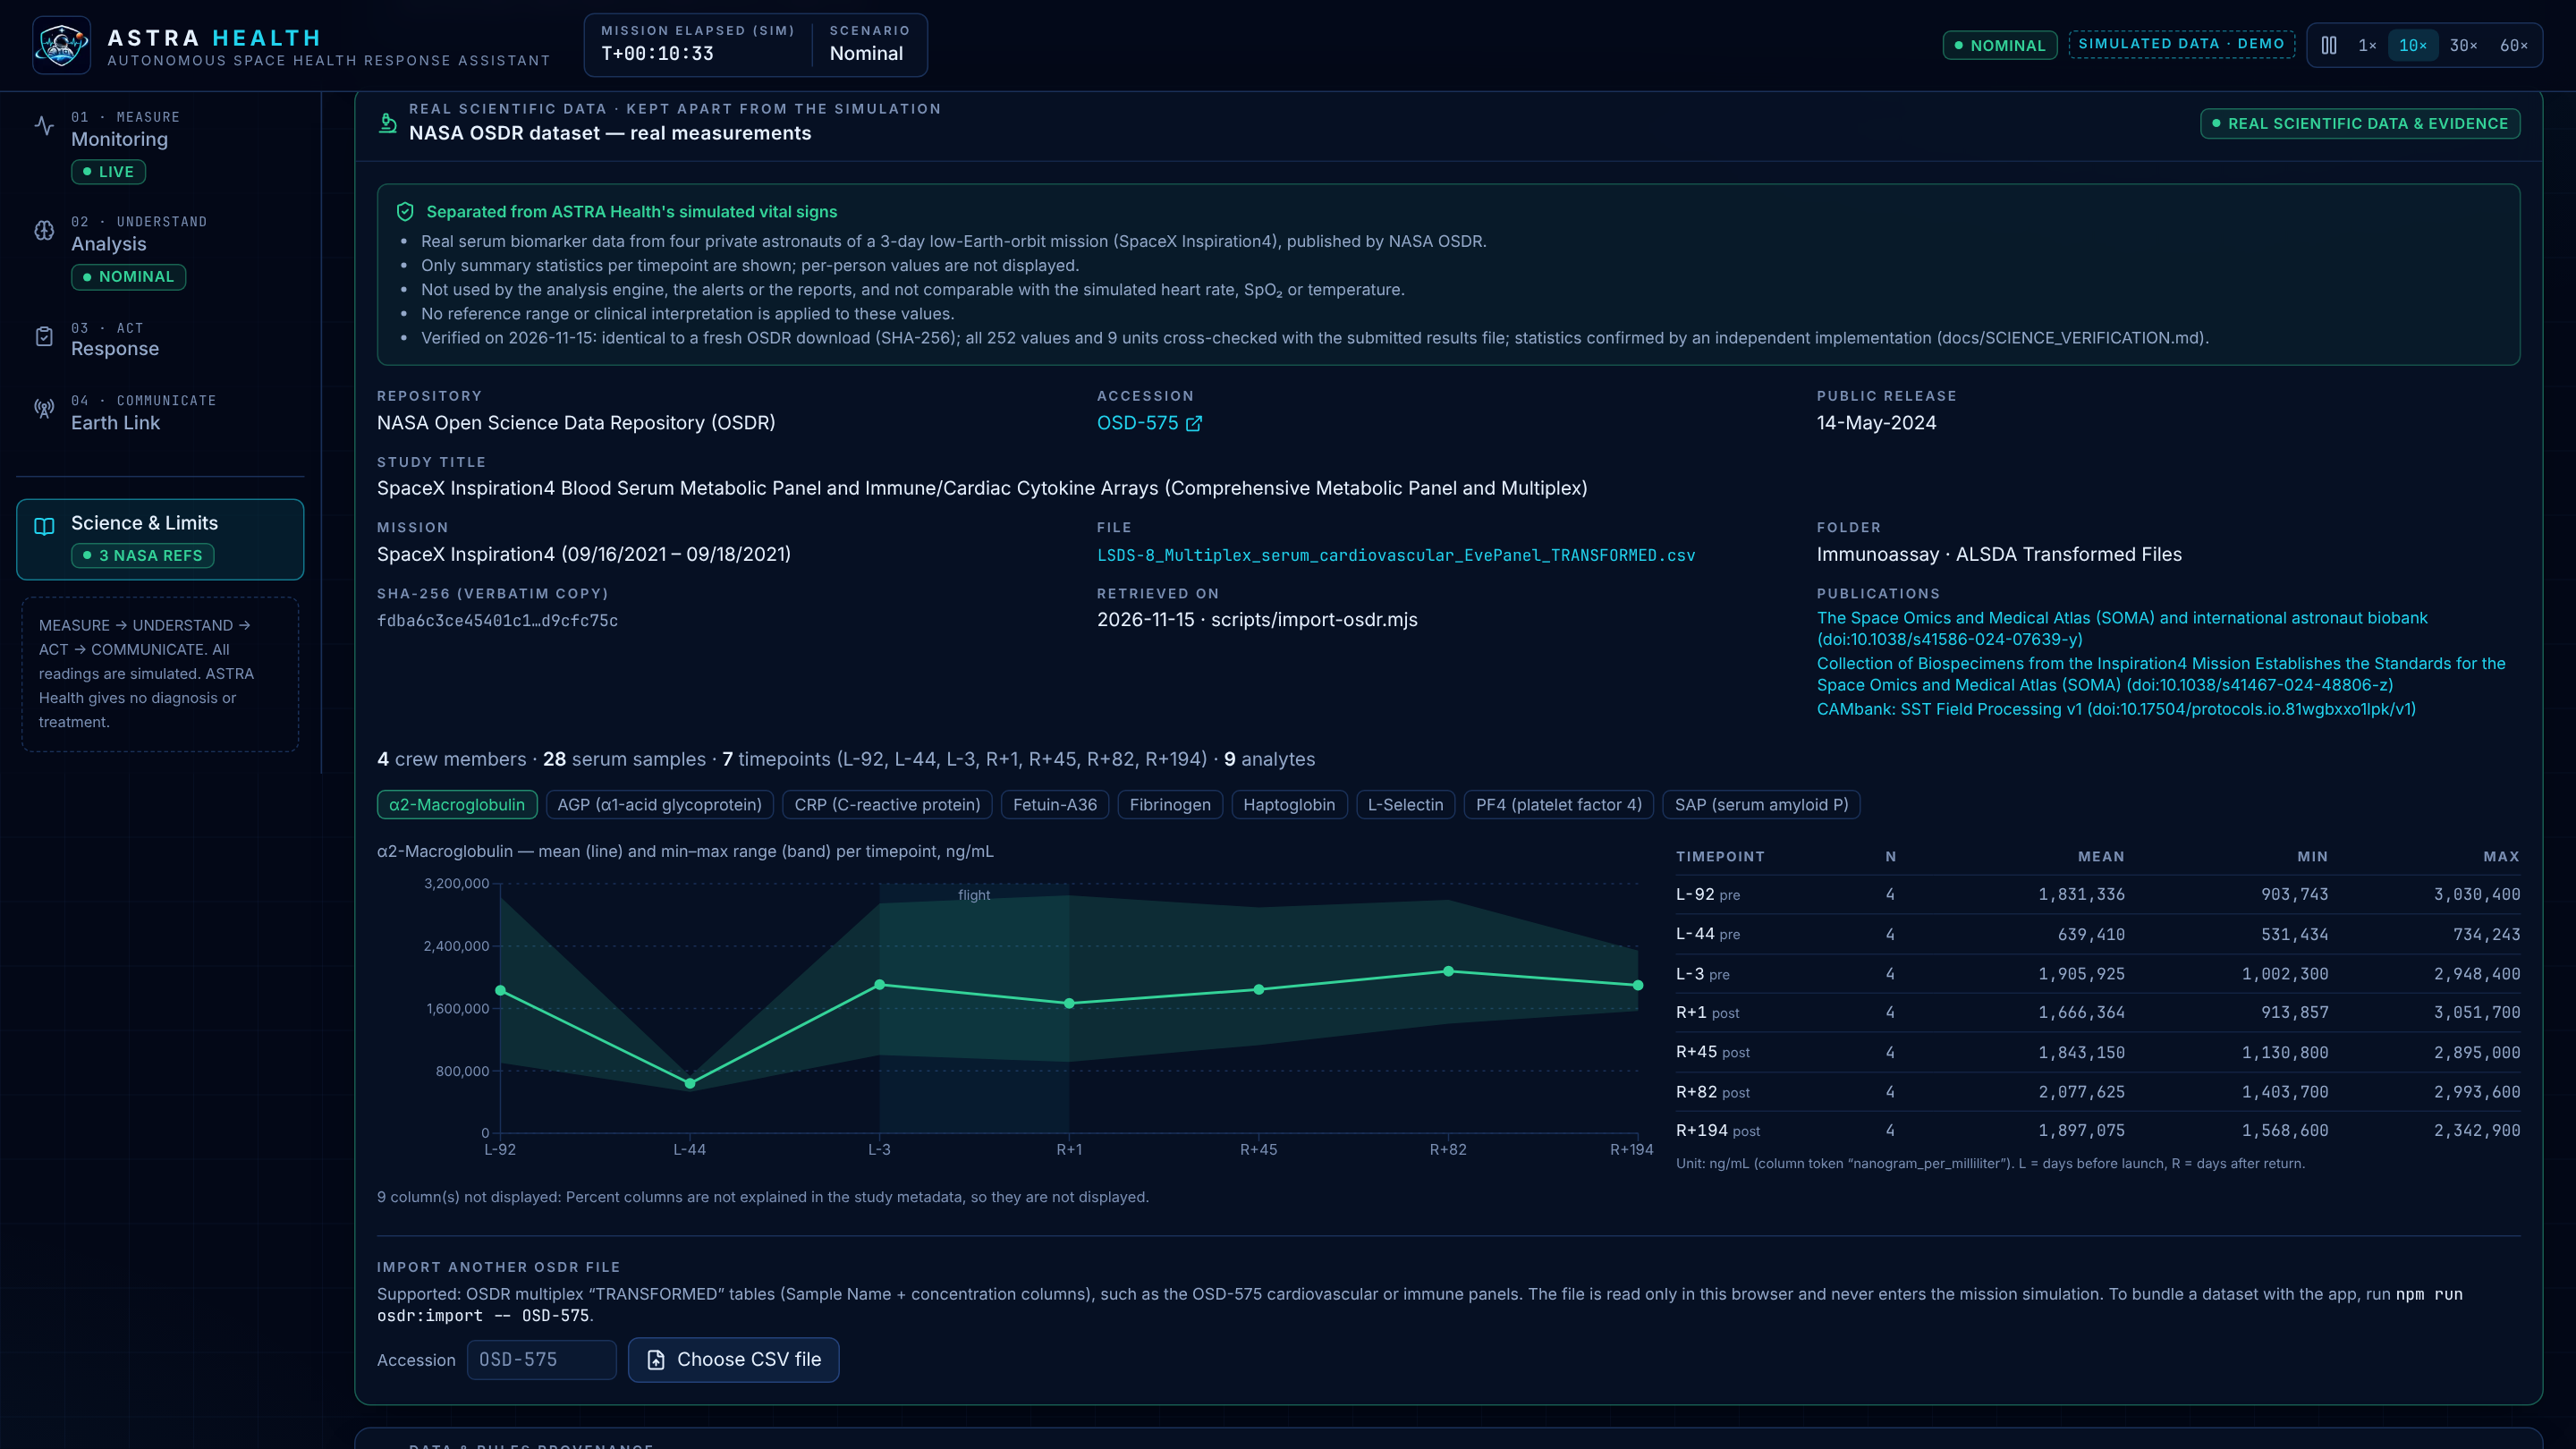 ASTRA HEALTH
AUTONOMOUS SPACE HEALTH RESPONSE ASSISTANT
MISSION ELAPSED (SIM)
T+00:10:33
SCENARIO
Nominal
NOMINAL
SIMULATED DATA · DEMO
1×
10×
30×
60×
01 · MEASURE
Monitoring
LIVE
02 · UNDERSTAND
Analysis
NOMINAL
03 · ACT
Response
04 · COMMUNICATE
Earth Link
Science & Limits
3 NASA REFS
MEASURE → UNDERSTAND →
ACT → COMMUNICATE. All
readings are simulated. ASTRA
Health gives no diagnosis or
treatment.
REAL SCIENTIFIC DATA · KEPT APART FROM THE SIMULATION
NASA OSDR dataset — real measurements
REAL SCIENTIFIC DATA & EVIDENCE
Separated from ASTRA Health's simulated vital signs
• Real serum biomarker data from four private astronauts of a 3-day low-Earth-orbit mission (SpaceX Inspiration4), published by NASA OSDR.
• Only summary statistics per timepoint are shown; per-person values are not displayed.
• Not used by the analysis engine, the alerts or the reports, and not comparable with the simulated heart rate, SpO₂ or temperature.
• No reference range or clinical interpretation is applied to these values.
• Verified on 2026-11-15: identical to a fresh OSDR download (SHA-256); all 252 values and 9 units cross-checked with the submitted results file; statistics confirmed by an independent implementation (docs/SCIENCE_VERIFICATION.md).
REPOSITORY
NASA Open Science Data Repository (OSDR)
ACCESSION
OSD-575
PUBLIC RELEASE
14-May-2024
STUDY TITLE
SpaceX Inspiration4 Blood Serum Metabolic Panel and Immune/Cardiac Cytokine Arrays (Comprehensive Metabolic Panel and Multiplex)
MISSION
SpaceX Inspiration4 (09/16/2021 – 09/18/2021)
FILE
LSDS-8_Multiplex_serum_cardiovascular_EvePanel_TRANSFORMED.csv
FOLDER
Immunoassay · ALSDA Transformed Files
SHA-256 (VERBATIM COPY)
fdba6c3ce45401c1…d9cfc75c
RETRIEVED ON
2026-11-15 · scripts/import-osdr.mjs
PUBLICATIONS
The Space Omics and Medical Atlas (SOMA) and international astronaut biobank
(doi:10.1038/s41586-024-07639-y)
Collection of Biospecimens from the Inspiration4 Mission Establishes the Standards for the
Space Omics and Medical Atlas (SOMA) (doi:10.1038/s41467-024-48806-z)
CAMbank: SST Field Processing v1 (doi:10.17504/protocols.io.81wgbxxo1lpk/v1)
4 crew members · 28 serum samples · 7 timepoints (L-92, L-44, L-3, R+1, R+45, R+82, R+194) · 9 analytes
α2-Macroglobulin
AGP (α1-acid glycoprotein)
CRP (C-reactive protein)
Fetuin-A36
Fibrinogen
Haptoglobin
L-Selectin
PF4 (platelet factor 4)
SAP (serum amyloid P)
α2-Macroglobulin — mean (line) and min–max range (band) per timepoint, ng/mL
3,200,000
2,400,000
1,600,000
800,000
0
flight
L-92 L-44 L-3 R+1 R+45 R+82 R+194
TIMEPOINT N MEAN MIN MAX
L-92 pre 4 1,831,336 903,743 3,030,400
L-44 pre 4 639,410 531,434 734,243
L-3 pre 4 1,905,925 1,002,300 2,948,400
R+1 post 4 1,666,364 913,857 3,051,700
R+45 post 4 1,843,150 1,130,800 2,895,000
R+82 post 4 2,077,625 1,403,700 2,993,600
R+194 post 4 1,897,075 1,568,600 2,342,900
Unit: ng/mL (column token “nanogram_per_milliliter”). L = days before launch, R = days after return.
9 column(s) not displayed: Percent columns are not explained in the study metadata, so they are not displayed.
IMPORT ANOTHER OSDR FILE
Supported: OSDR multiplex “TRANSFORMED” tables (Sample Name + concentration columns), such as the OSD-575 cardiovascular or immune panels. The file is read only in this browser and never enters the mission simulation. To bundle a dataset with the app, run npm run
osdr:import -- OSD-575.
Accession
OSD-575
Choose CSV file
DATA & RULES PROVENANCE